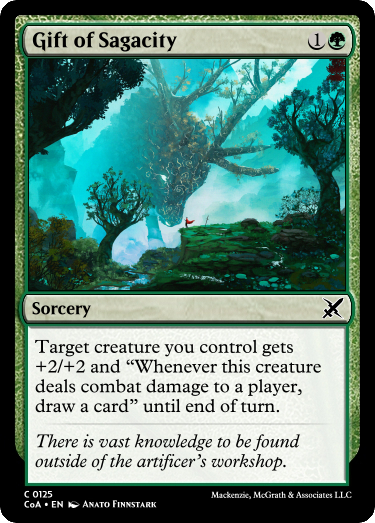 Gift of Sagacity 1
Sorcery
Target creature you control gets
+2/+2 and “Whenever this creature
deals combat damage to a player,
draw a card” until end of turn.
There is vast knowledge to be found
outside of the artificer’s workshop.
C 0125
CoA • EN Anato Finnstark
Mackenzie, McGrath & Associates LLC